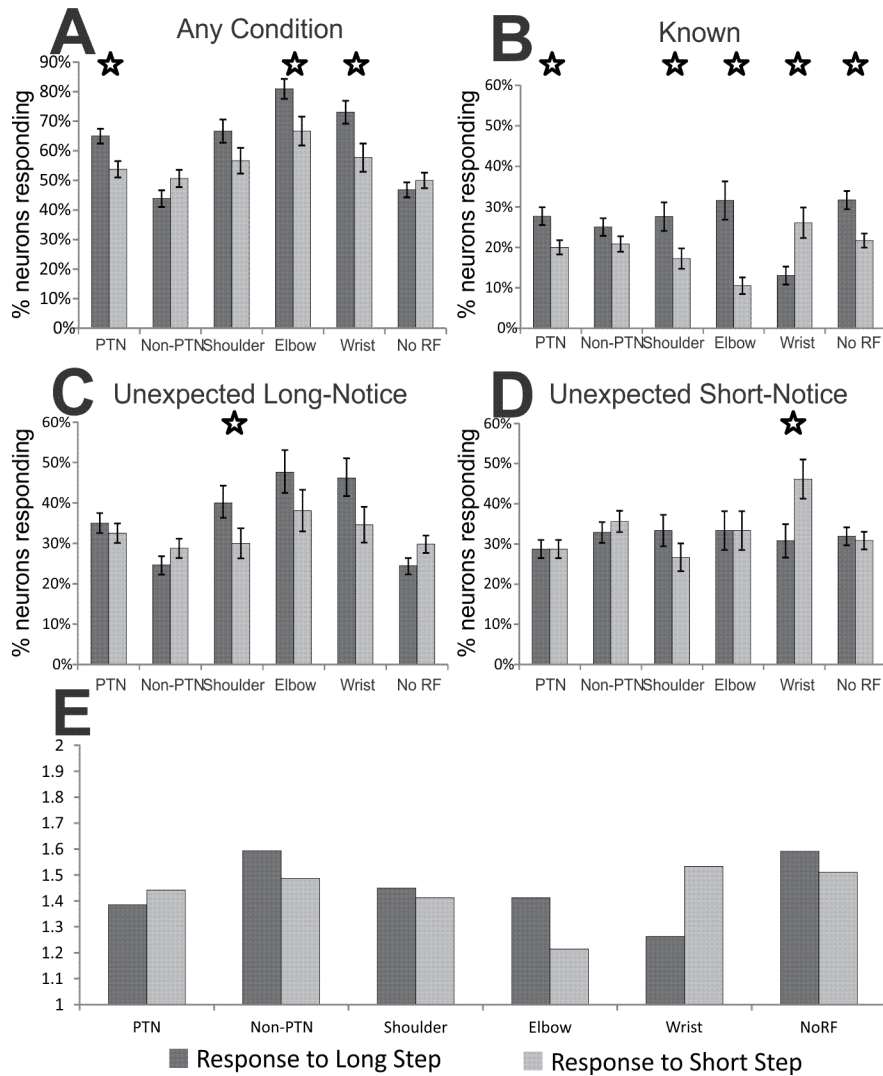 A
Any Condition
% neurons responding
90%
80%
70%
60%
50%
40%
30%
20%
10%
0%
PTN Non-PTN Shoulder Elbow Wrist No RF
B
Known
% neurons responding
60%
50%
40%
30%
20%
10%
0%
PTN Non-PTN Shoulder Elbow Wrist No RF
C
Unexpected Long-Notice
% neurons responding
60%
50%
40%
30%
20%
10%
0%
PTN Non-PTN Shoulder Elbow Wrist No RF
D
Unexpected Short-Notice
% neurons responding
60%
50%
40%
30%
20%
10%
0%
PTN Non-PTN Shoulder Elbow Wrist No RF
E
2
1.9
1.8
1.7
1.6
1.5
1.4
1.3
1.2
1.1
1
PTN Non-PTN Shoulder Elbow Wrist NoRF
Response to Long Step Response to Short Step